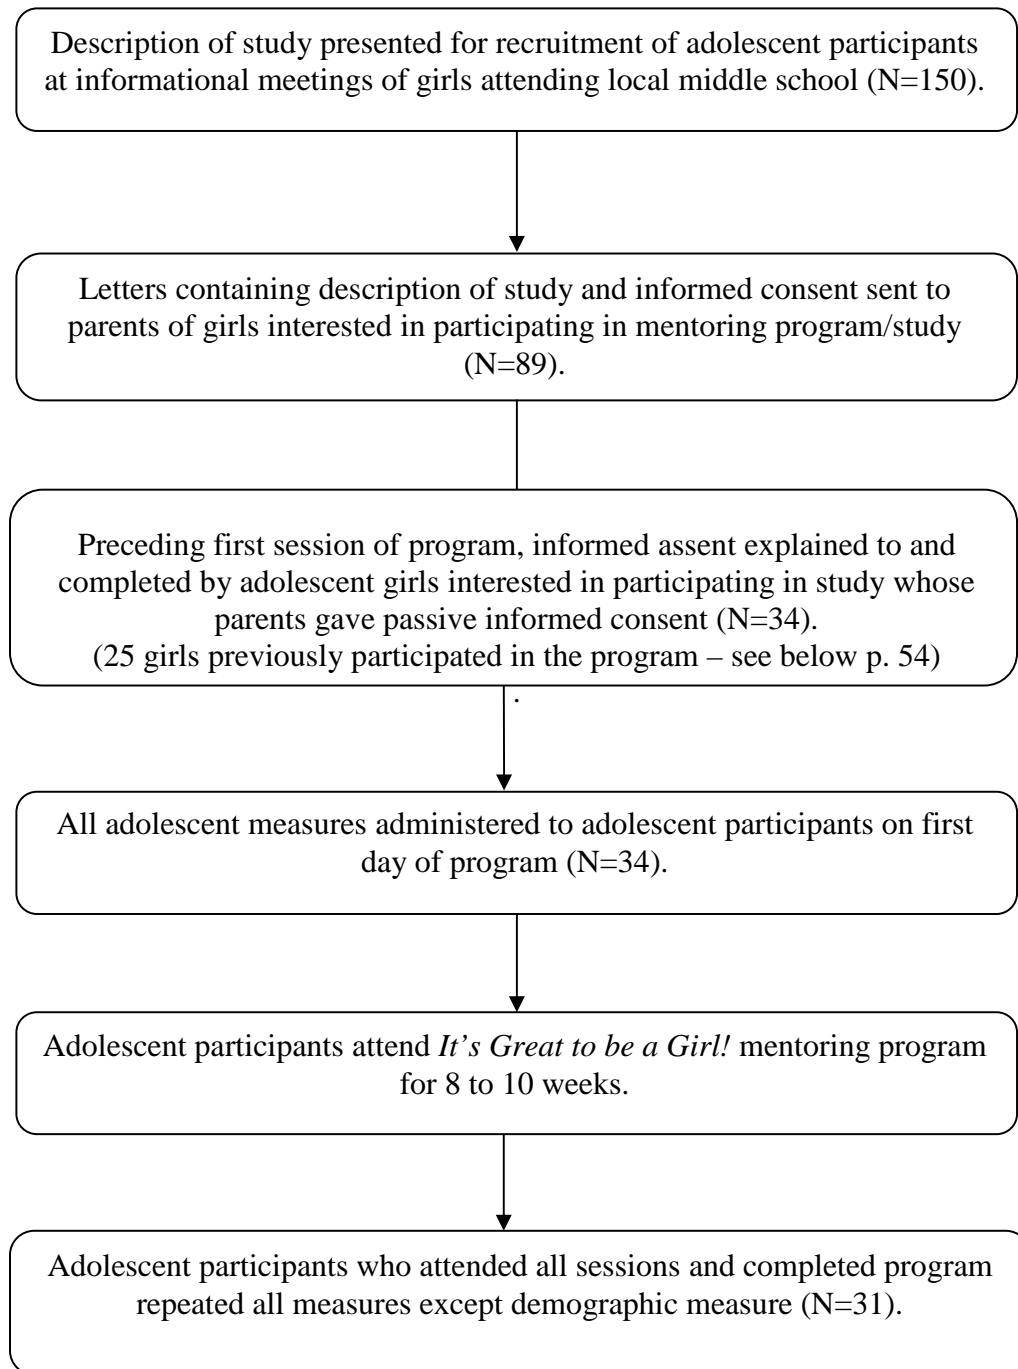 Description of study presented for recruitment of adolescent participants
at informational meetings of girls attending local middle school (N=150).
Letters containing description of study and informed consent sent to
parents of girls interested in participating in mentoring program/study
(N=89).
Preceding first session of program, informed assent explained to and
completed by adolescent girls interested in participating in study whose
parents gave passive informed consent (N=34).
(25 girls previously participated in the program – see below p. 54)
.
All adolescent measures administered to adolescent participants on first
day of program (N=34).
Adolescent participants attend It’s Great to be a Girl! mentoring program
for 8 to 10 weeks.
Adolescent participants who attended all sessions and completed program
repeated all measures except demographic measure (N=31).